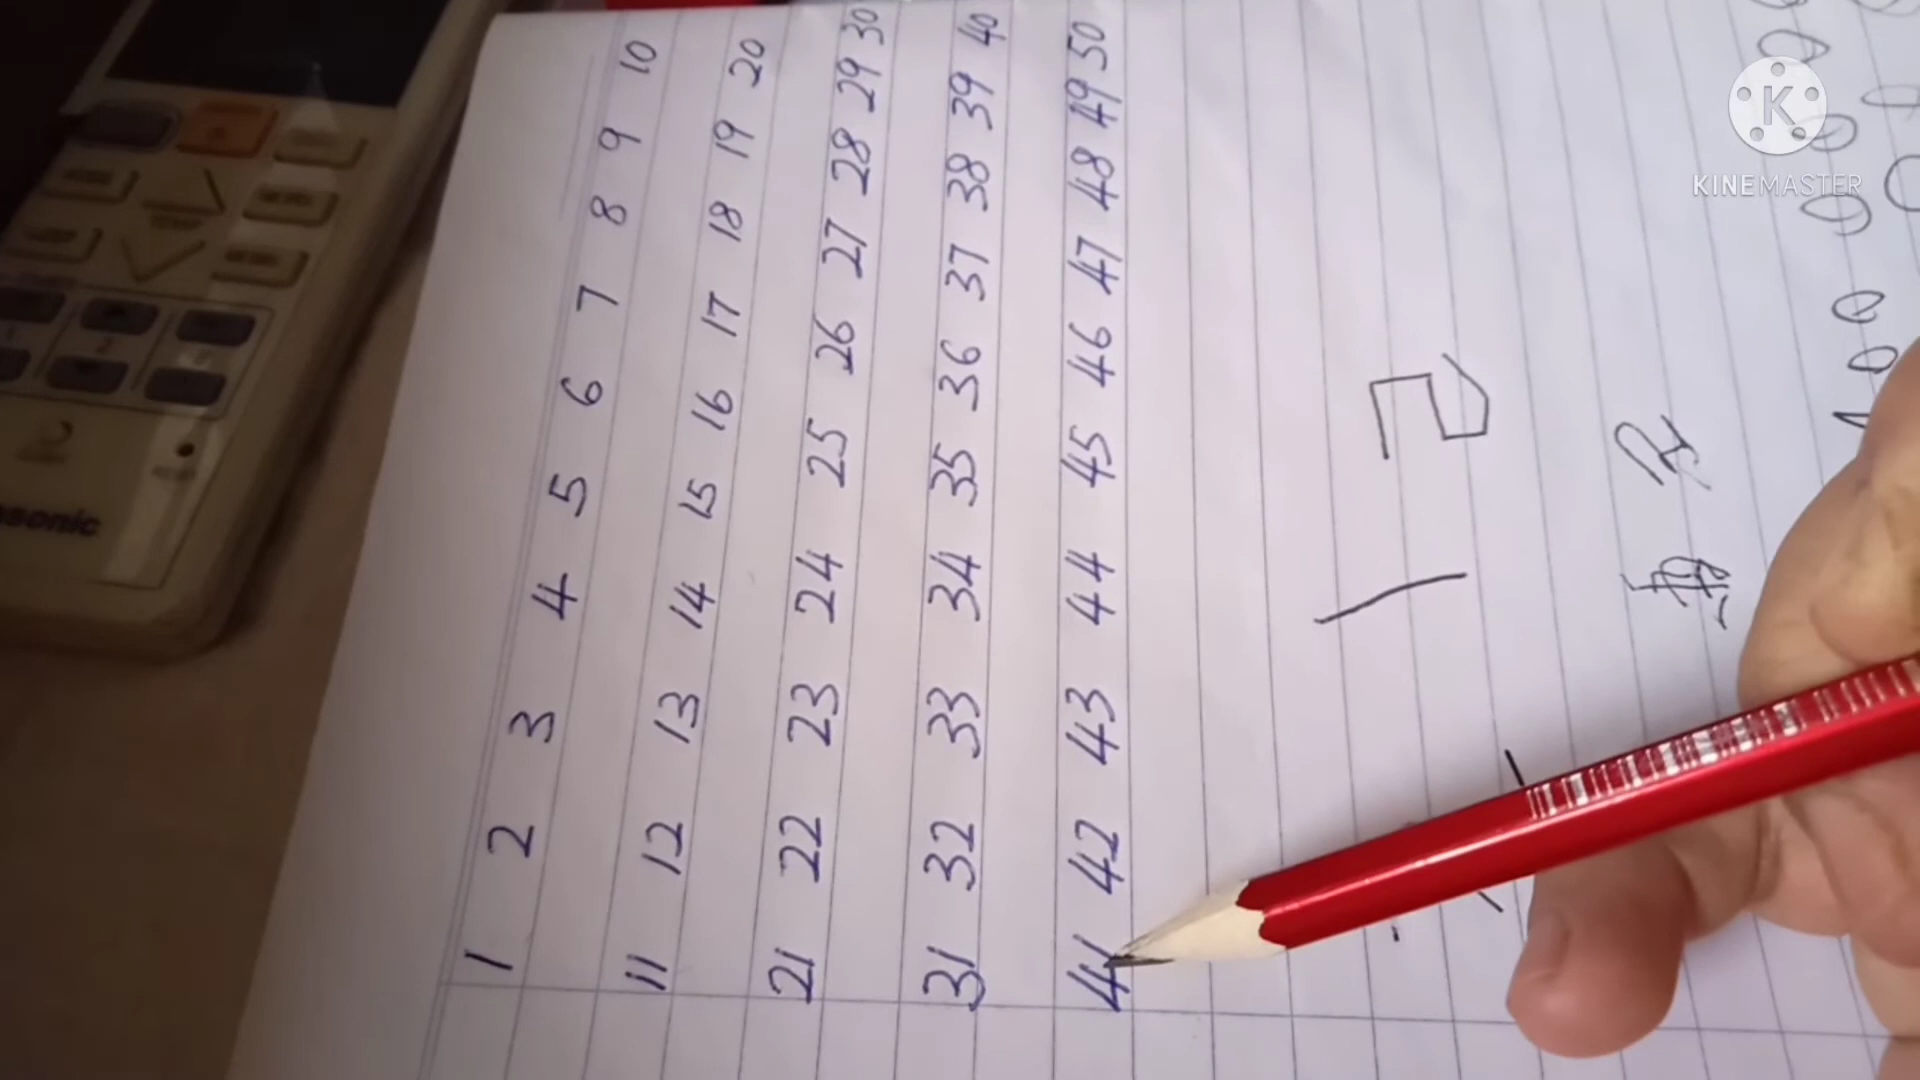 1 2 3 4 5 6 7 8 9 10
11 12 13 14 15 16 17 18 19 20
21 22 23 24 25 26 27 28 29 30
31 32 33 34 35 36 37 38 39 40
41 42 43 44 45 46 47 48 49 50
KINEMASTER